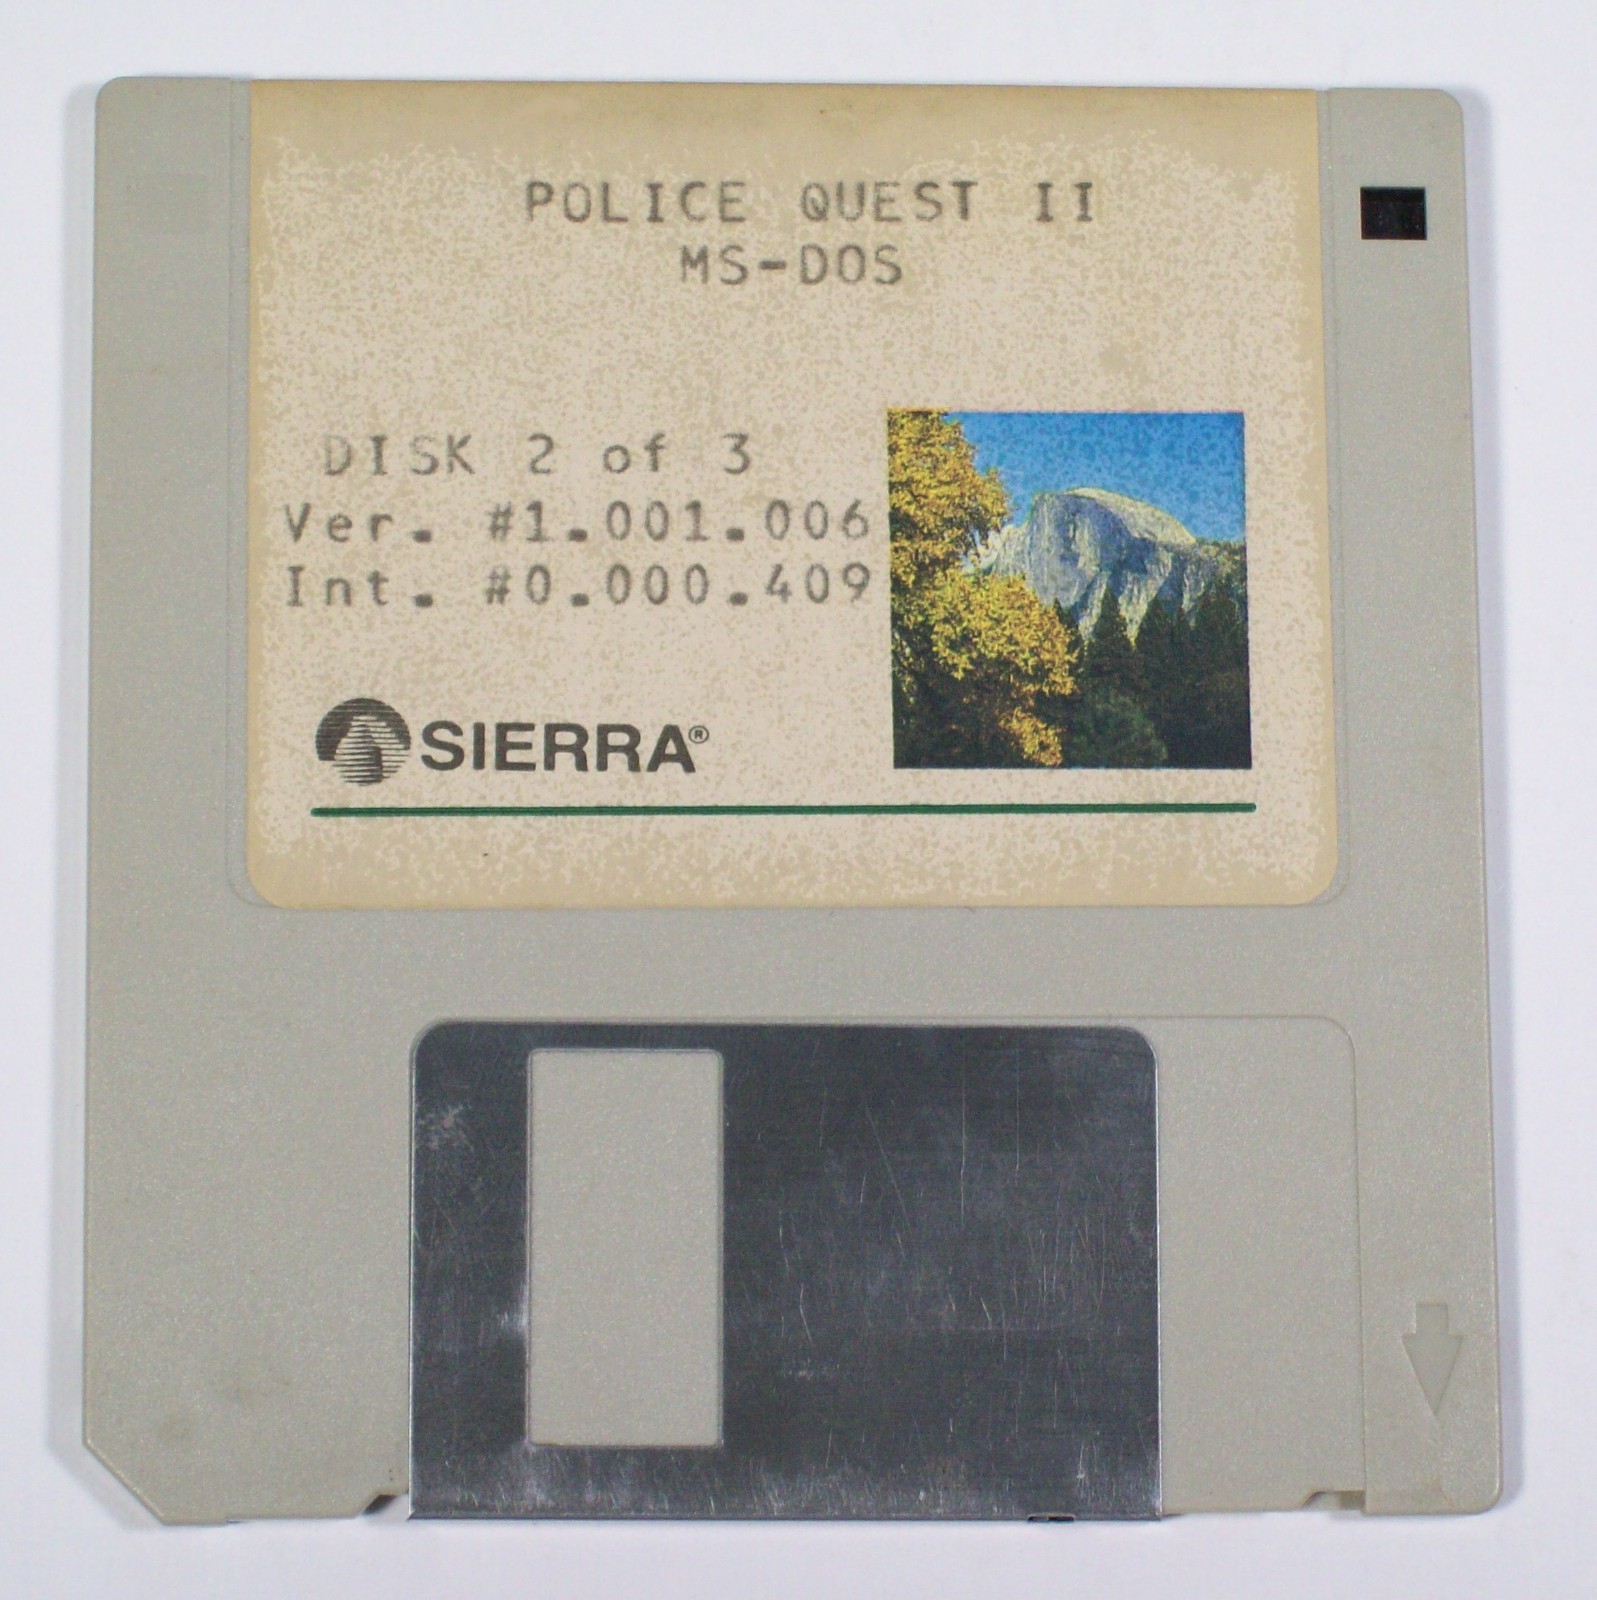 POLICE QUEST II
MS-DOS
DISK 2 of 3
Ver. #1.001.006
Int. #0.000.409
SIERRA®